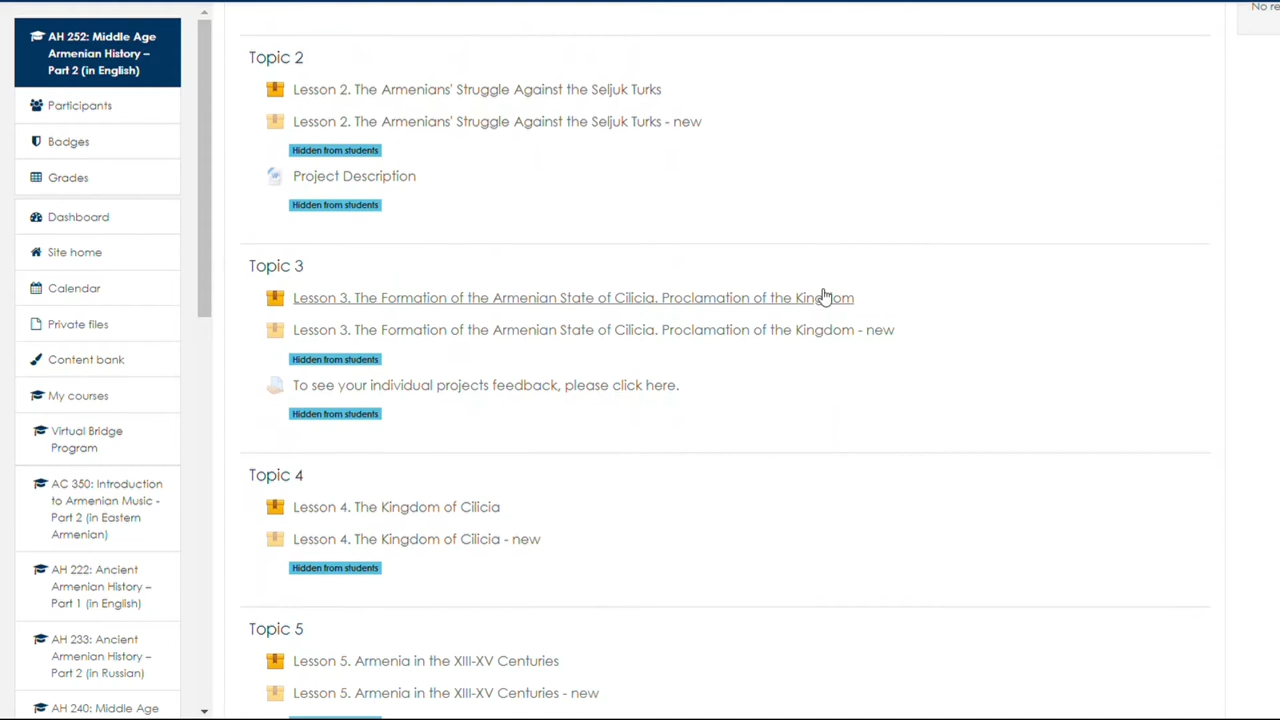 AH 252: Middle Age
Armenian History –
Part 2 (in English)
Participants
Badges
Grades
Dashboard
Site home
Calendar
Private files
Content bank
My courses
Virtual Bridge
Program
AC 350: Introduction
to Armenian Music -
Part 2 (in Eastern
Armenian)
AH 222: Ancient
Armenian History –
Part 1 (in English)
AH 233: Ancient
Armenian History –
Part 2 (in Russian)
AH 240: Middle Age
Topic 2
Lesson 2. The Armenians' Struggle Against the Seljuk Turks
Lesson 2. The Armenians' Struggle Against the Seljuk Turks - new
Hidden from students
Project Description
Hidden from students
Topic 3
Lesson 3. The Formation of the Armenian State of Cilicia. Proclamation of the Kingdom
Lesson 3. The Formation of the Armenian State of Cilicia. Proclamation of the Kingdom - new
Hidden from students
To see your individual projects feedback, please click here.
Hidden from students
Topic 4
Lesson 4. The Kingdom of Cilicia
Lesson 4. The Kingdom of Cilicia - new
Hidden from students
Topic 5
Lesson 5. Armenia in the XIII-XV Centuries
Lesson 5. Armenia in the XIII-XV Centuries - new
No re